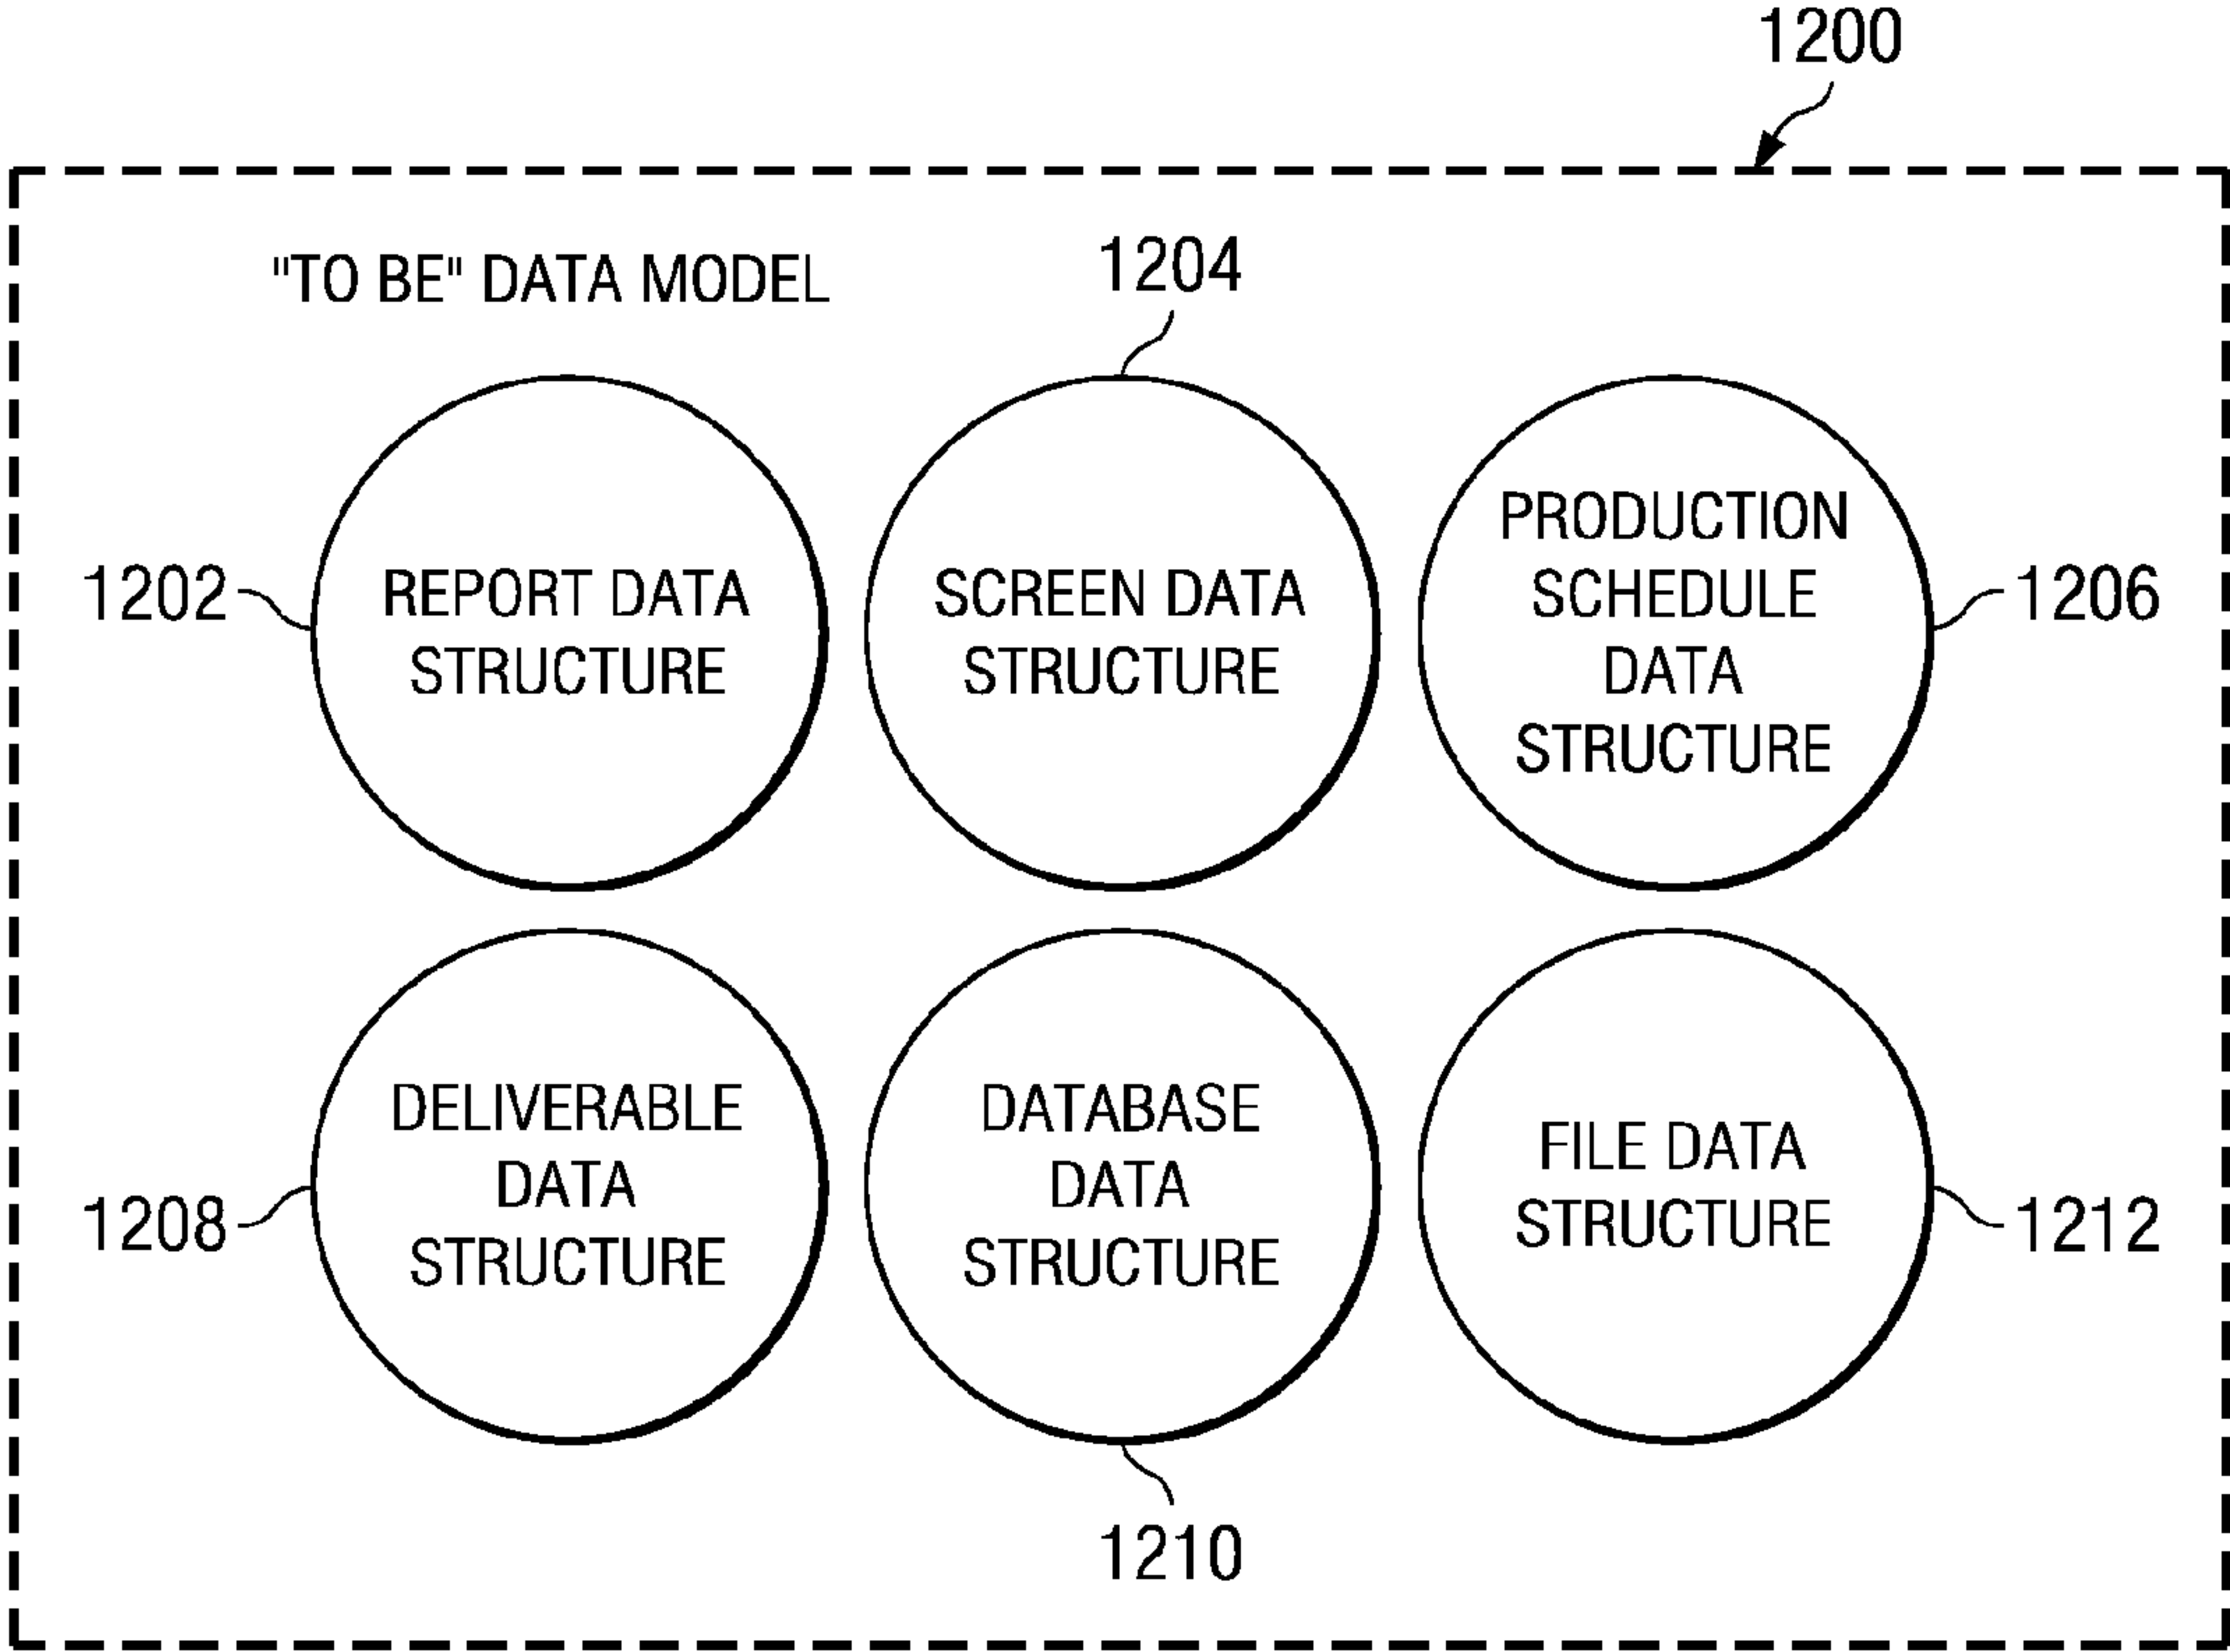 1200
"TO BE" DATA MODEL
1204
1202
REPORT DATA
STRUCTURE
SCREEN DATA
STRUCTURE
PRODUCTION
SCHEDULE
DATA
STRUCTURE
1206
1208
DELIVERABLE
DATA
STRUCTURE
DATABASE
DATA
STRUCTURE
FILE DATA
STRUCTURE
1212
1210